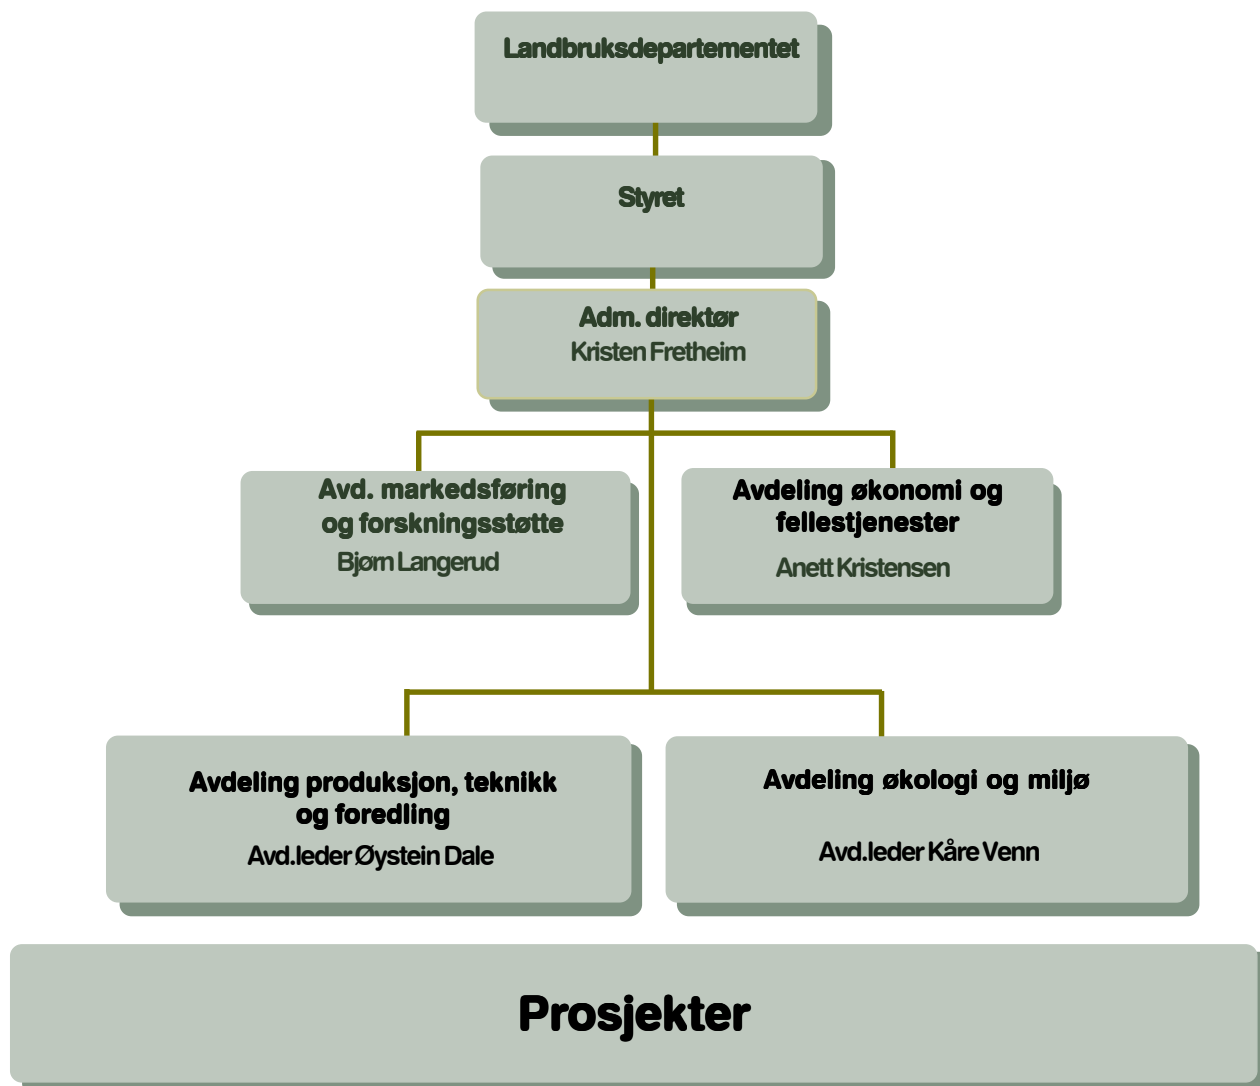 Landbruksdepartementet
Styret
Adm. direktør
Kristen Fretheim
Avd. markedsføring
og forskningsstøtte
Bjørn Langerud
Avdeling økonomi og
fellestjenester
Anett Kristensen
Avdeling produksjon, teknikk
og foredling
Avd.leder Øystein Dale
Avdeling økologi og miljø
Avd.leder Kåre Venn
Prosjekter